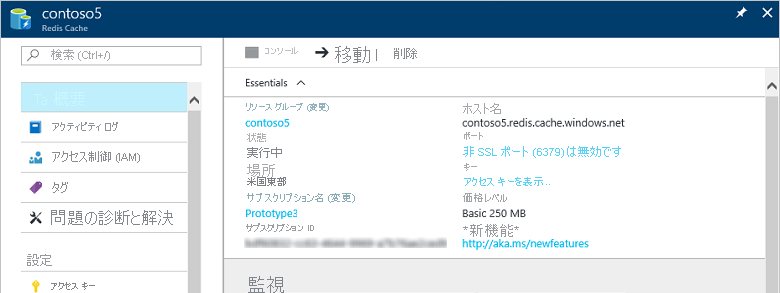 contoso5
Redis Cache
検索 (Ctrl+/)
コンソール
移動 |
削除
概要
アクティビティ ログ
アクセス制御 (IAM)
タグ
問題の診断と解決
設定
アクセス キー
Essentials
リソース グループ (変更)
contoso5
状態
実行中
場所
米国東部
サブスクリプション名 (変更)
Prototype3
サブスクリプション ID
ホスト名
contoso5.redis.cache.windows.net
ポート
非 SSL ポート (6379)は無効です
キー
アクセス キーを表示...
価格レベル
Basic 250 MB
*新機能*
http://aka.ms/newfeatures
監視